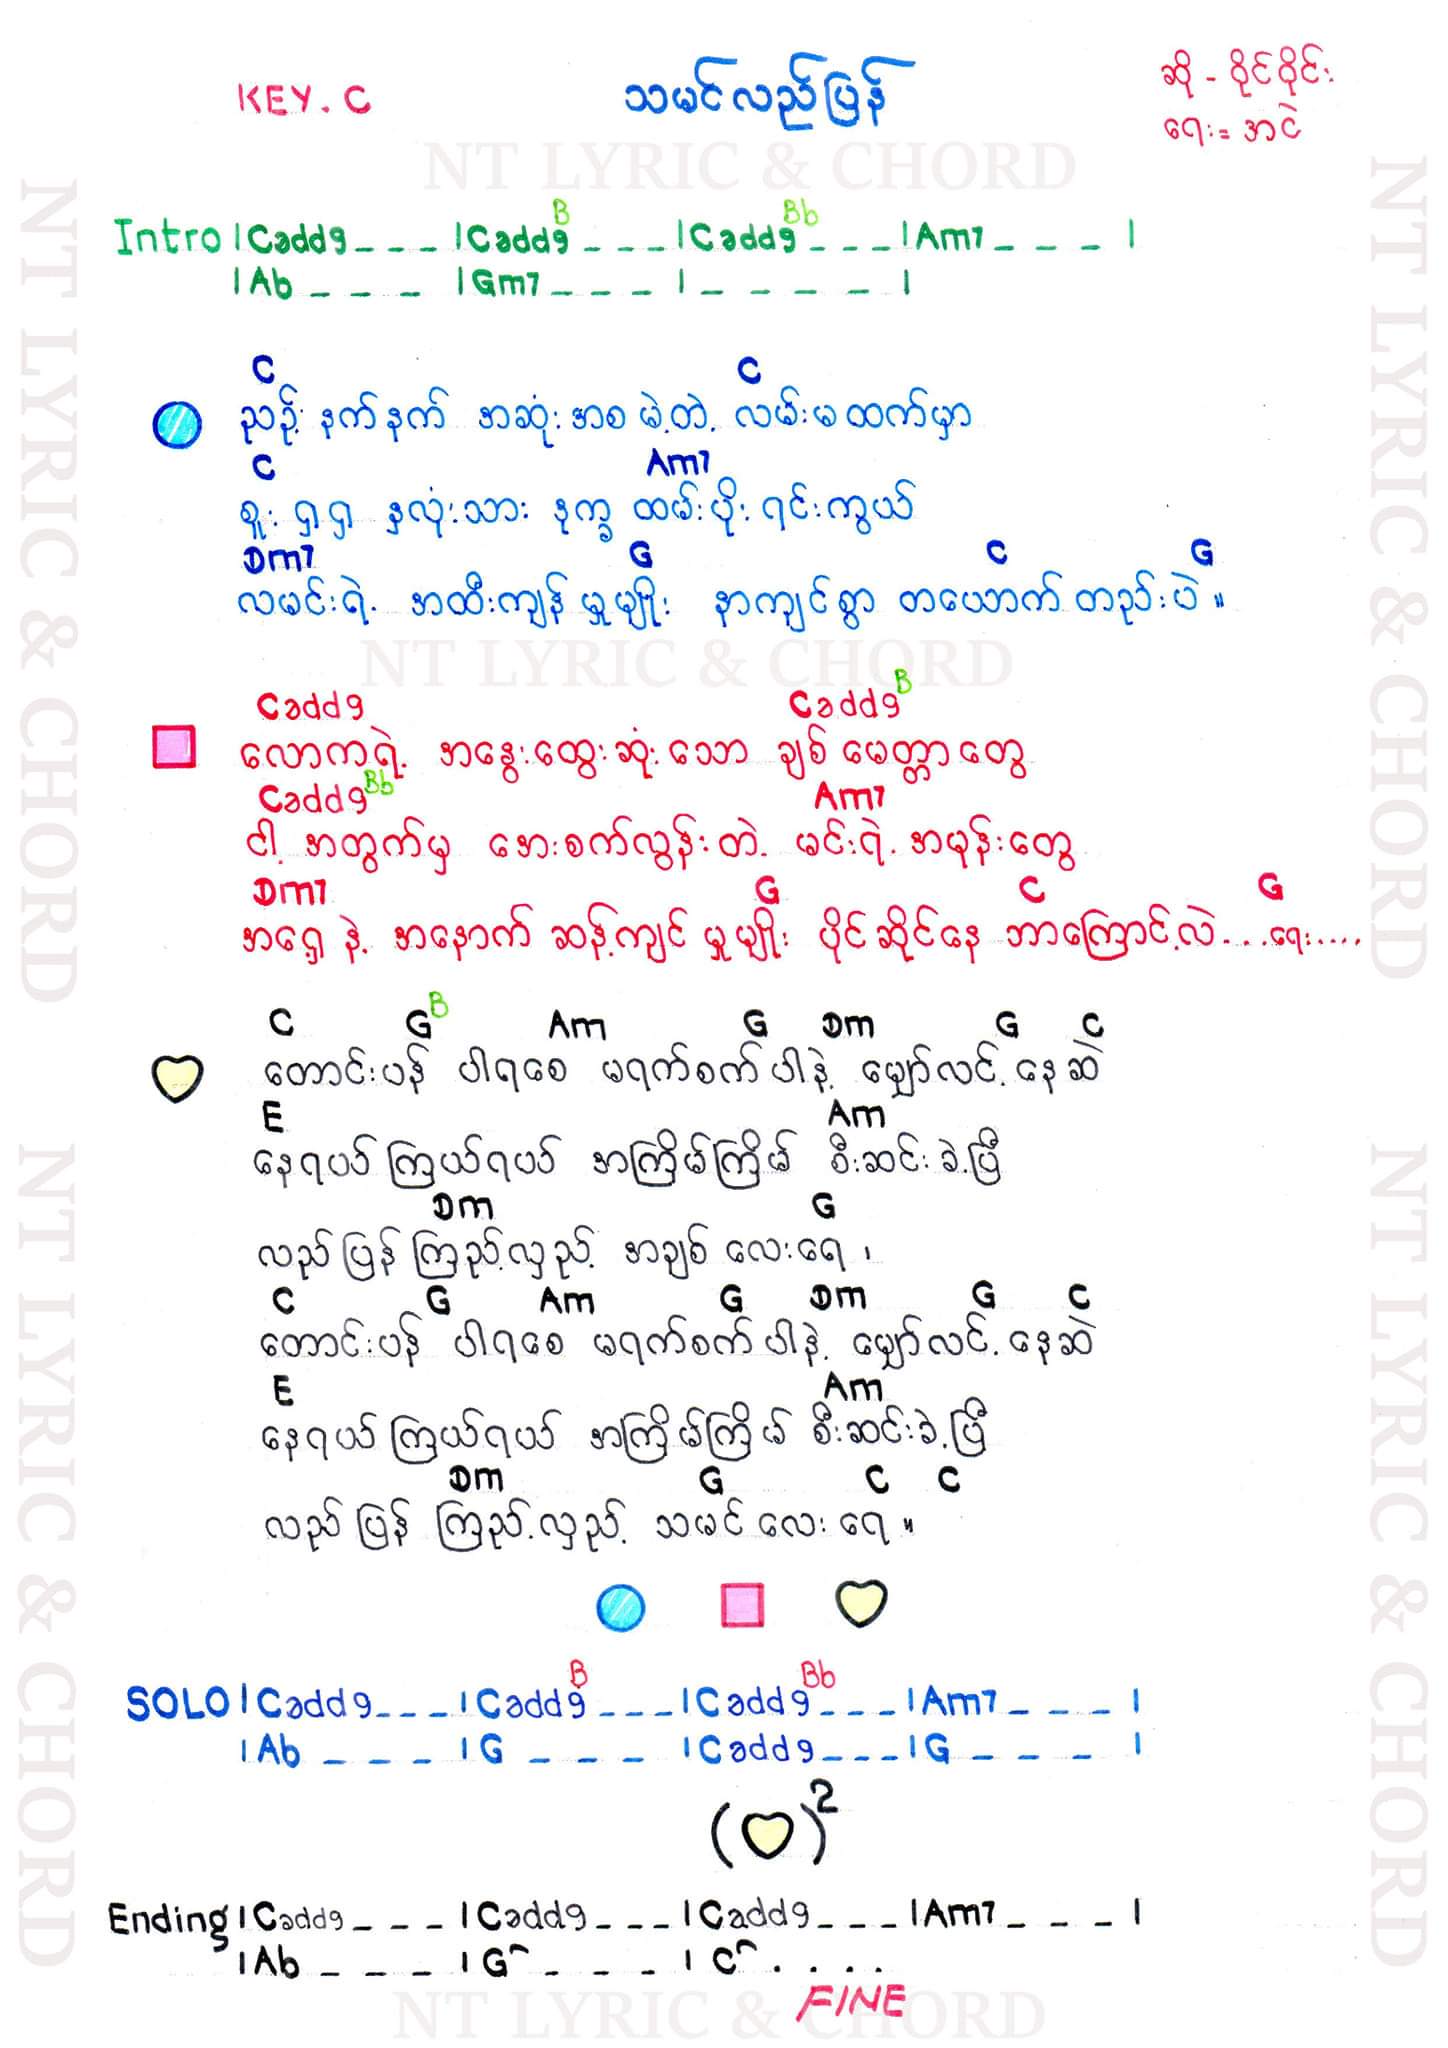 KEY. C
သမင်လည်ပြန်
ဆို - ဝိုင်ဝိုင်း
ရေး = အငဲ
NT LYRIC & CHORD
Intro | Cadd9 _ _ _ | Cadd9 B _ _ _ | Cadd9 Bb _ _ _ | Am7 _ _ _ |
| Ab _ _ _ | Gm7 _ _ _ | _ _ _ _ |
C C
ညဉ့်နက်နက် အဆုံးအစမဲ့တဲ့ လမ်းမထက်မှာ
C Am7
စူးရှရှ နှလုံးသား ဒုက္ခ ထမ်းပိုးရင်းကွယ်
Dm7 G C G
လမင်းရဲ့ အထီးကျန်မှုမျိုး နာကျင်စွာ တယောက်တည်းပဲ။
NT LYRIC & CHORD
Cadd9 Cadd9 B
လောကရဲ့ အနွေးထွေးဆုံးသော ချစ်မေတ္တာတွေ
Cadd9 Bb Am7
ငါ့အတွက်မှ အေးစက်လွန်းတဲ့ မင်းရဲ့အမုန်းတွေ
Dm7 G C G
အရှေ့နဲ့ အနောက် ဆန့်ကျင်မှုမျိုး ပိုင်ဆိုင်နေ ဘာကြောင့်လဲ...ရေး....
C G B Am G Dm G C
တောင်းပန်ပါရစေ မရက်စက်ပါနဲ့ မျှော်လင့်နေဆဲ
E Am
နေရယ်ကြယ်ရယ် အကြိမ်ကြိမ် စီးဆင်းခဲ့ပြီ
Dm G
လည်ပြန်ကြည့်လှည့် အချစ်လေးရေ၊
C G Am G Dm G C
တောင်းပန်ပါရစေ မရက်စက်ပါနဲ့ မျှော်လင့်နေဆဲ
E Am
နေရယ်ကြယ်ရယ် အကြိမ်ကြိမ် စီးဆင်းခဲ့ပြီ
Dm G C C
လည်ပြန်ကြည့်လှည့် သမင်လေးရေ။
SOLO | Cadd9 _ _ _ | Cadd9 B _ _ _ | Cadd9 Bb _ _ _ | Am7 _ _ _ |
| Ab _ _ _ | G _ _ _ | Cadd9 _ _ _ | G _ _ _ |
( )2
Ending | Cadd9 _ _ _ | Cadd9 _ _ _ | Cadd9 _ _ _ | Am7 _ _ _ |
| Ab _ _ _ | G _ _ _ | C . . . .
FINE
NT LYRIC & CHORD
NT LYRIC & CHORD
NT LYRIC & CHORD
NT LYRIC & CHORD
NT LYRIC & CHORD